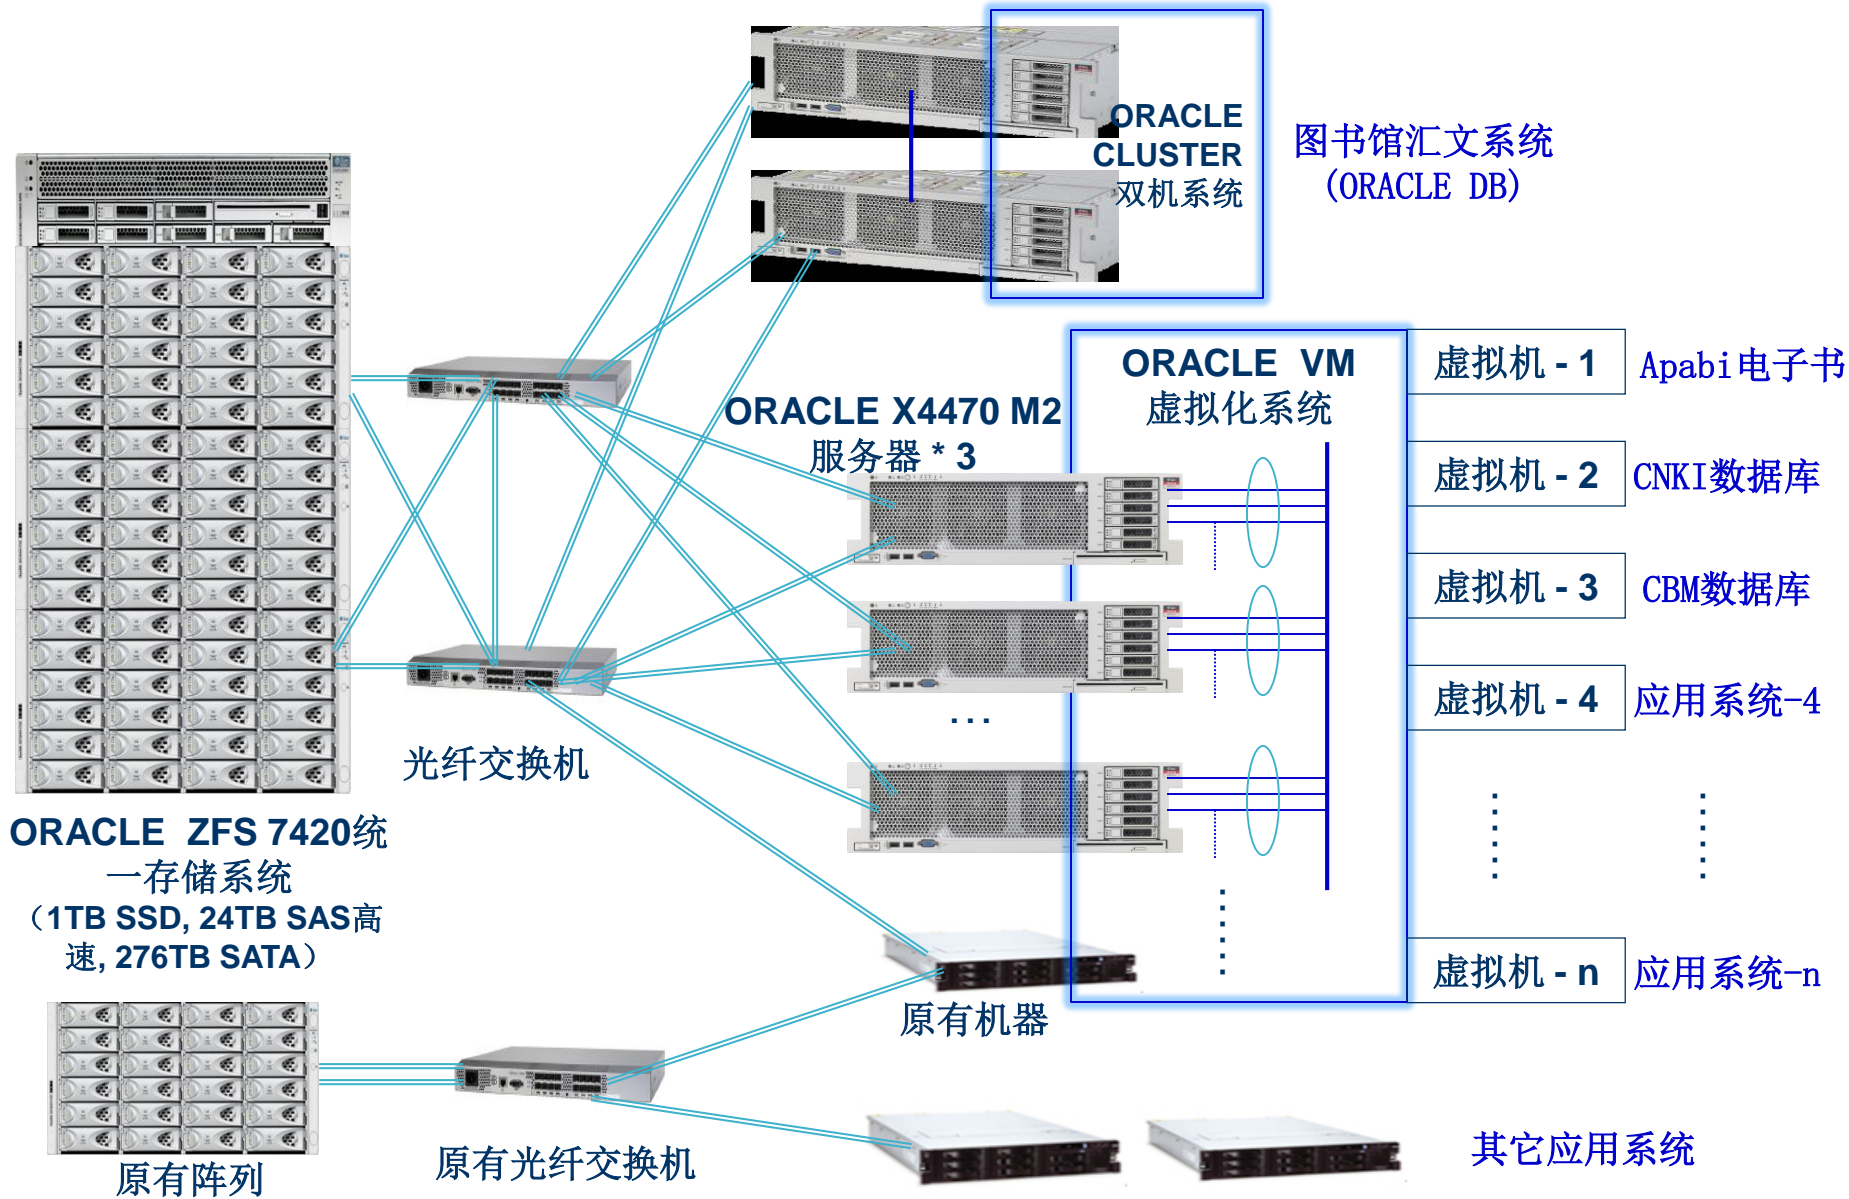 ORACLE
CLUSTER
双机系统
图书馆汇文系统
(ORACLE DB)
ORACLE VM
虚拟化系统
ORACLE X4470 M2
服务器 * 3
虚拟机 - 1
Apabi电子书
虚拟机 - 2
CNKI数据库
虚拟机 - 3
CBM数据库
虚拟机 - 4
应用系统-4
...
光纤交换机
ORACLE ZFS 7420统
一存储系统
（1TB SSD, 24TB SAS高
速, 276TB SATA）
虚拟机 - n
应用系统-n
原有机器
原有阵列
原有光纤交换机
其它应用系统